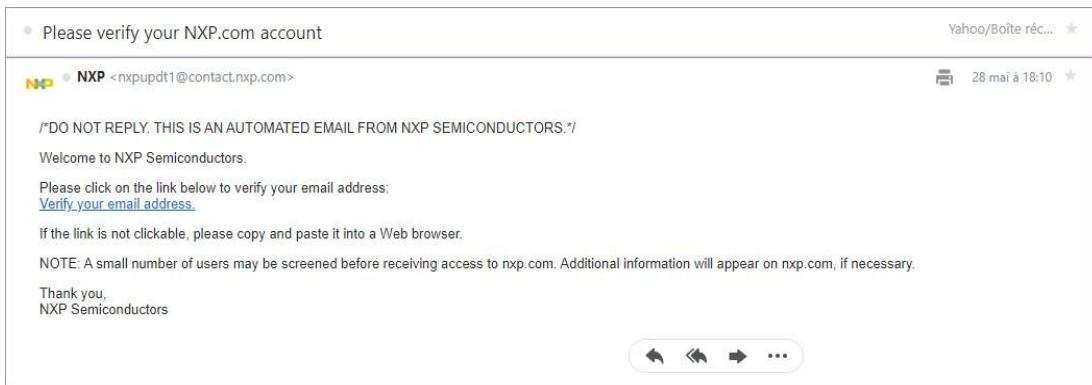 Please verify your NXP.com account
Yahoo/Boîte réc...
NXP
NXP <nxpupdt1@contact.nxp.com>
28 mai à 18:10
/*DO NOT REPLY. THIS IS AN AUTOMATED EMAIL FROM NXP SEMICONDUCTORS.*/
Welcome to NXP Semiconductors.
Please click on the link below to verify your email address:
Verify your email address.
If the link is not clickable, please copy and paste it into a Web browser.
NOTE: A small number of users may be screened before receiving access to nxp.com. Additional information will appear on nxp.com, if necessary.
Thank you,
NXP Semiconductors